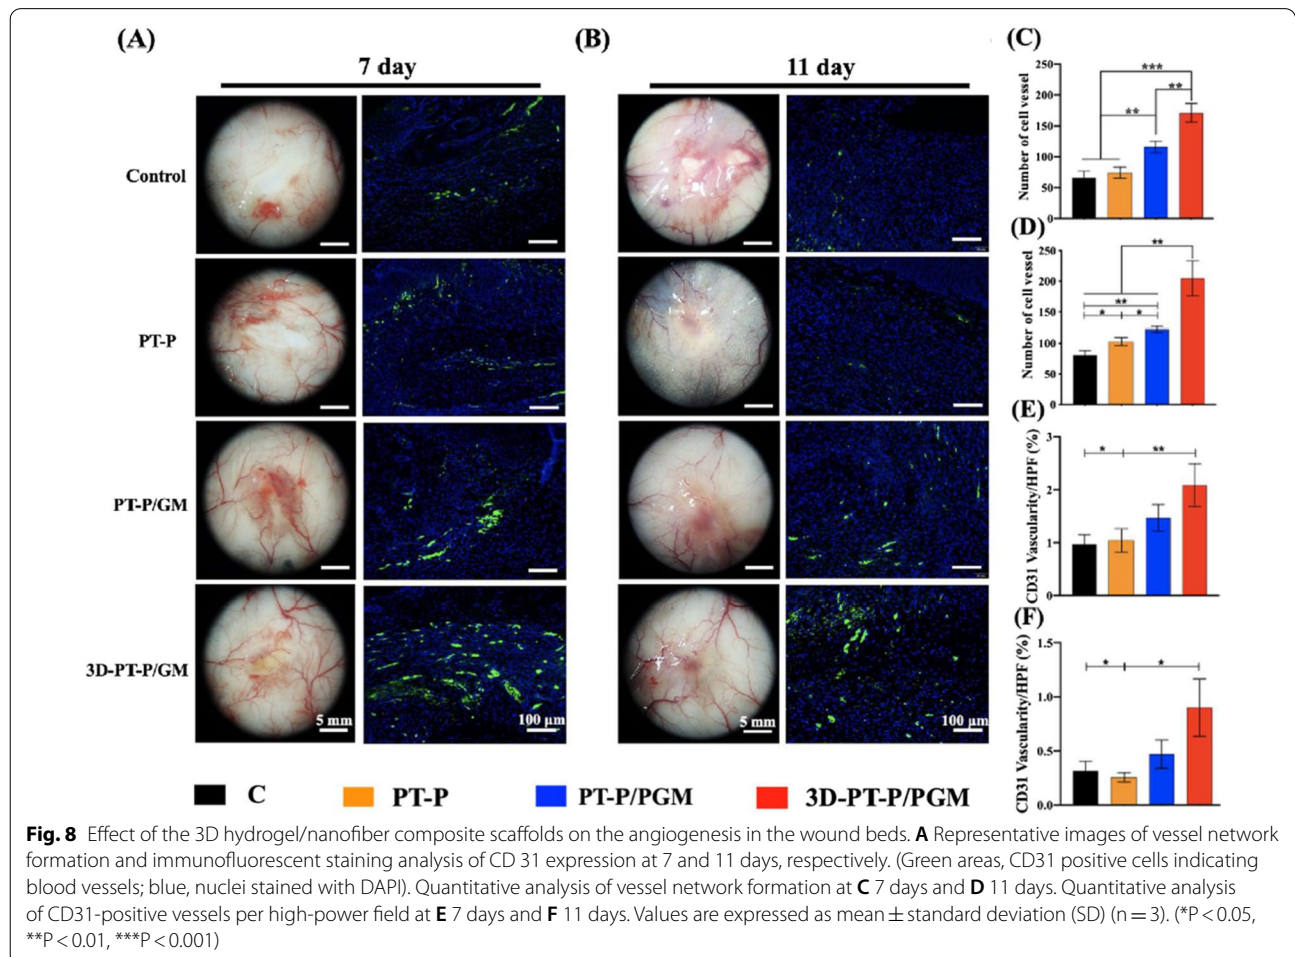 (A)
(B)
7 day
11 day
Control
PT-P
PT-P/GM
3D-PT-P/GM
5 mm
100 µm
5 mm
100 µm
(C)
Number of cell vessel
250
200
150
100
50
0
***
**
**
(D)
Number of cell vessel
250
200
150
100
50
0
**
**
*
*
(E)
CD31 Vascularity/HPF (%)
3
2
1
0
*
**
(F)
CD31 Vascularity/HPF (%)
1.5
1.0
0.5
0.0
*
*
C
PT-P
PT-P/PGM
3D-PT-P/PGM
Fig. 8 Effect of the 3D hydrogel/nanofiber composite scaffolds on the angiogenesis in the wound beds. A Representative images of vessel network
formation and immunofluorescent staining analysis of CD 31 expression at 7 and 11 days, respectively. (Green areas, CD31 positive cells indicating
blood vessels; blue, nuclei stained with DAPI). Quantitative analysis of vessel network formation at C 7 days and D 11 days. Quantitative analysis
of CD31-positive vessels per high-power field at E 7 days and F 11 days. Values are expressed as mean ± standard deviation (SD) (n = 3). (*P < 0.05,
**P < 0.01, ***P < 0.001)